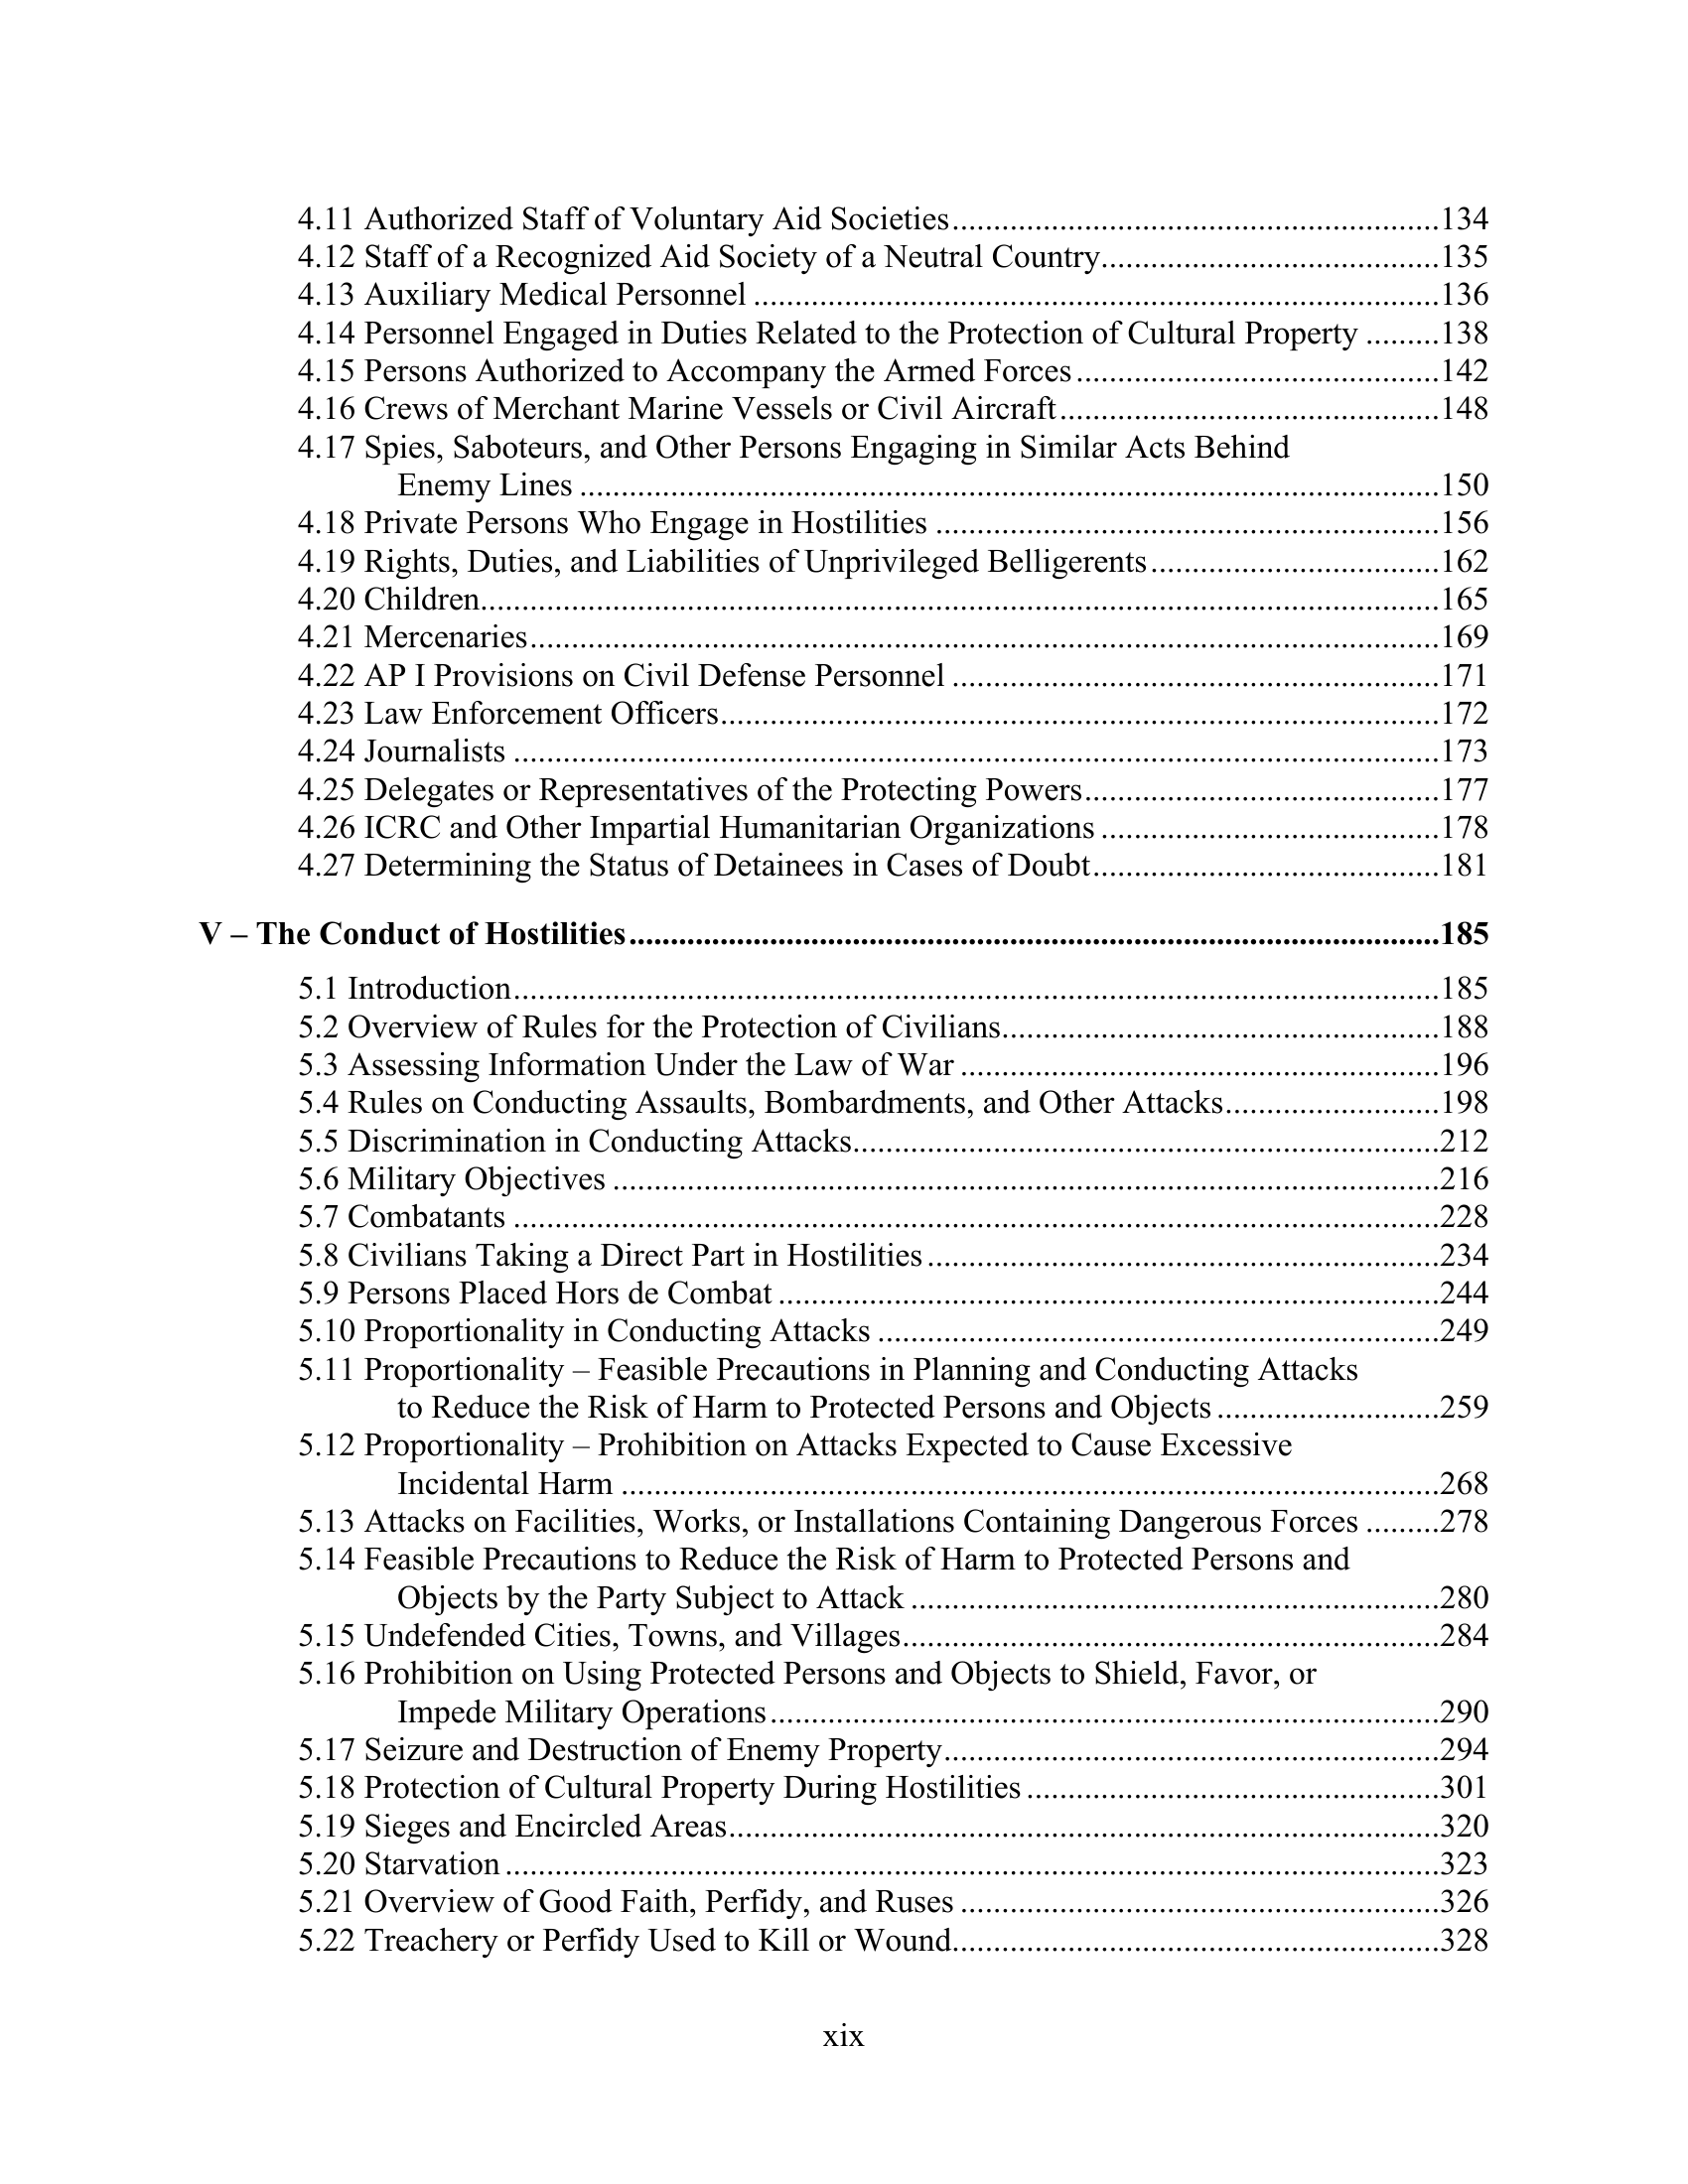 4.11 Authorized Staff of Voluntary Aid Societies...........................................................134
4.12 Staff of a Recognized Aid Society of a Neutral Country.........................................135
4.13 Auxiliary Medical Personnel ...................................................................................136
4.14 Personnel Engaged in Duties Related to the Protection of Cultural Property .........138
4.15 Persons Authorized to Accompany the Armed Forces............................................142
4.16 Crews of Merchant Marine Vessels or Civil Aircraft..............................................148
4.17 Spies, Saboteurs, and Other Persons Engaging in Similar Acts Behind
Enemy Lines ........................................................................................................150
4.18 Private Persons Who Engage in Hostilities .............................................................156
4.19 Rights, Duties, and Liabilities of Unprivileged Belligerents...................................162
4.20 Children....................................................................................................................165
4.21 Mercenaries..............................................................................................................169
4.22 AP I Provisions on Civil Defense Personnel ...........................................................171
4.23 Law Enforcement Officers.......................................................................................172
4.24 Journalists ................................................................................................................173
4.25 Delegates or Representatives of the Protecting Powers...........................................177
4.26 ICRC and Other Impartial Humanitarian Organizations .........................................178
4.27 Determining the Status of Detainees in Cases of Doubt..........................................181
V – The Conduct of Hostilities..................................................................................................185
5.1 Introduction................................................................................................................185
5.2 Overview of Rules for the Protection of Civilians.....................................................188
5.3 Assessing Information Under the Law of War ..........................................................196
5.4 Rules on Conducting Assaults, Bombardments, and Other Attacks..........................198
5.5 Discrimination in Conducting Attacks.......................................................................212
5.6 Military Objectives ....................................................................................................216
5.7 Combatants ................................................................................................................228
5.8 Civilians Taking a Direct Part in Hostilities ..............................................................234
5.9 Persons Placed Hors de Combat ................................................................................244
5.10 Proportionality in Conducting Attacks ....................................................................249
5.11 Proportionality – Feasible Precautions in Planning and Conducting Attacks
to Reduce the Risk of Harm to Protected Persons and Objects ...........................259
5.12 Proportionality – Prohibition on Attacks Expected to Cause Excessive
Incidental Harm ...................................................................................................268
5.13 Attacks on Facilities, Works, or Installations Containing Dangerous Forces .........278
5.14 Feasible Precautions to Reduce the Risk of Harm to Protected Persons and
Objects by the Party Subject to Attack ................................................................280
5.15 Undefended Cities, Towns, and Villages.................................................................284
5.16 Prohibition on Using Protected Persons and Objects to Shield, Favor, or
Impede Military Operations.................................................................................290
5.17 Seizure and Destruction of Enemy Property............................................................294
5.18 Protection of Cultural Property During Hostilities ..................................................301
5.19 Sieges and Encircled Areas......................................................................................320
5.20 Starvation .................................................................................................................323
5.21 Overview of Good Faith, Perfidy, and Ruses ..........................................................326
5.22 Treachery or Perfidy Used to Kill or Wound...........................................................328
xix